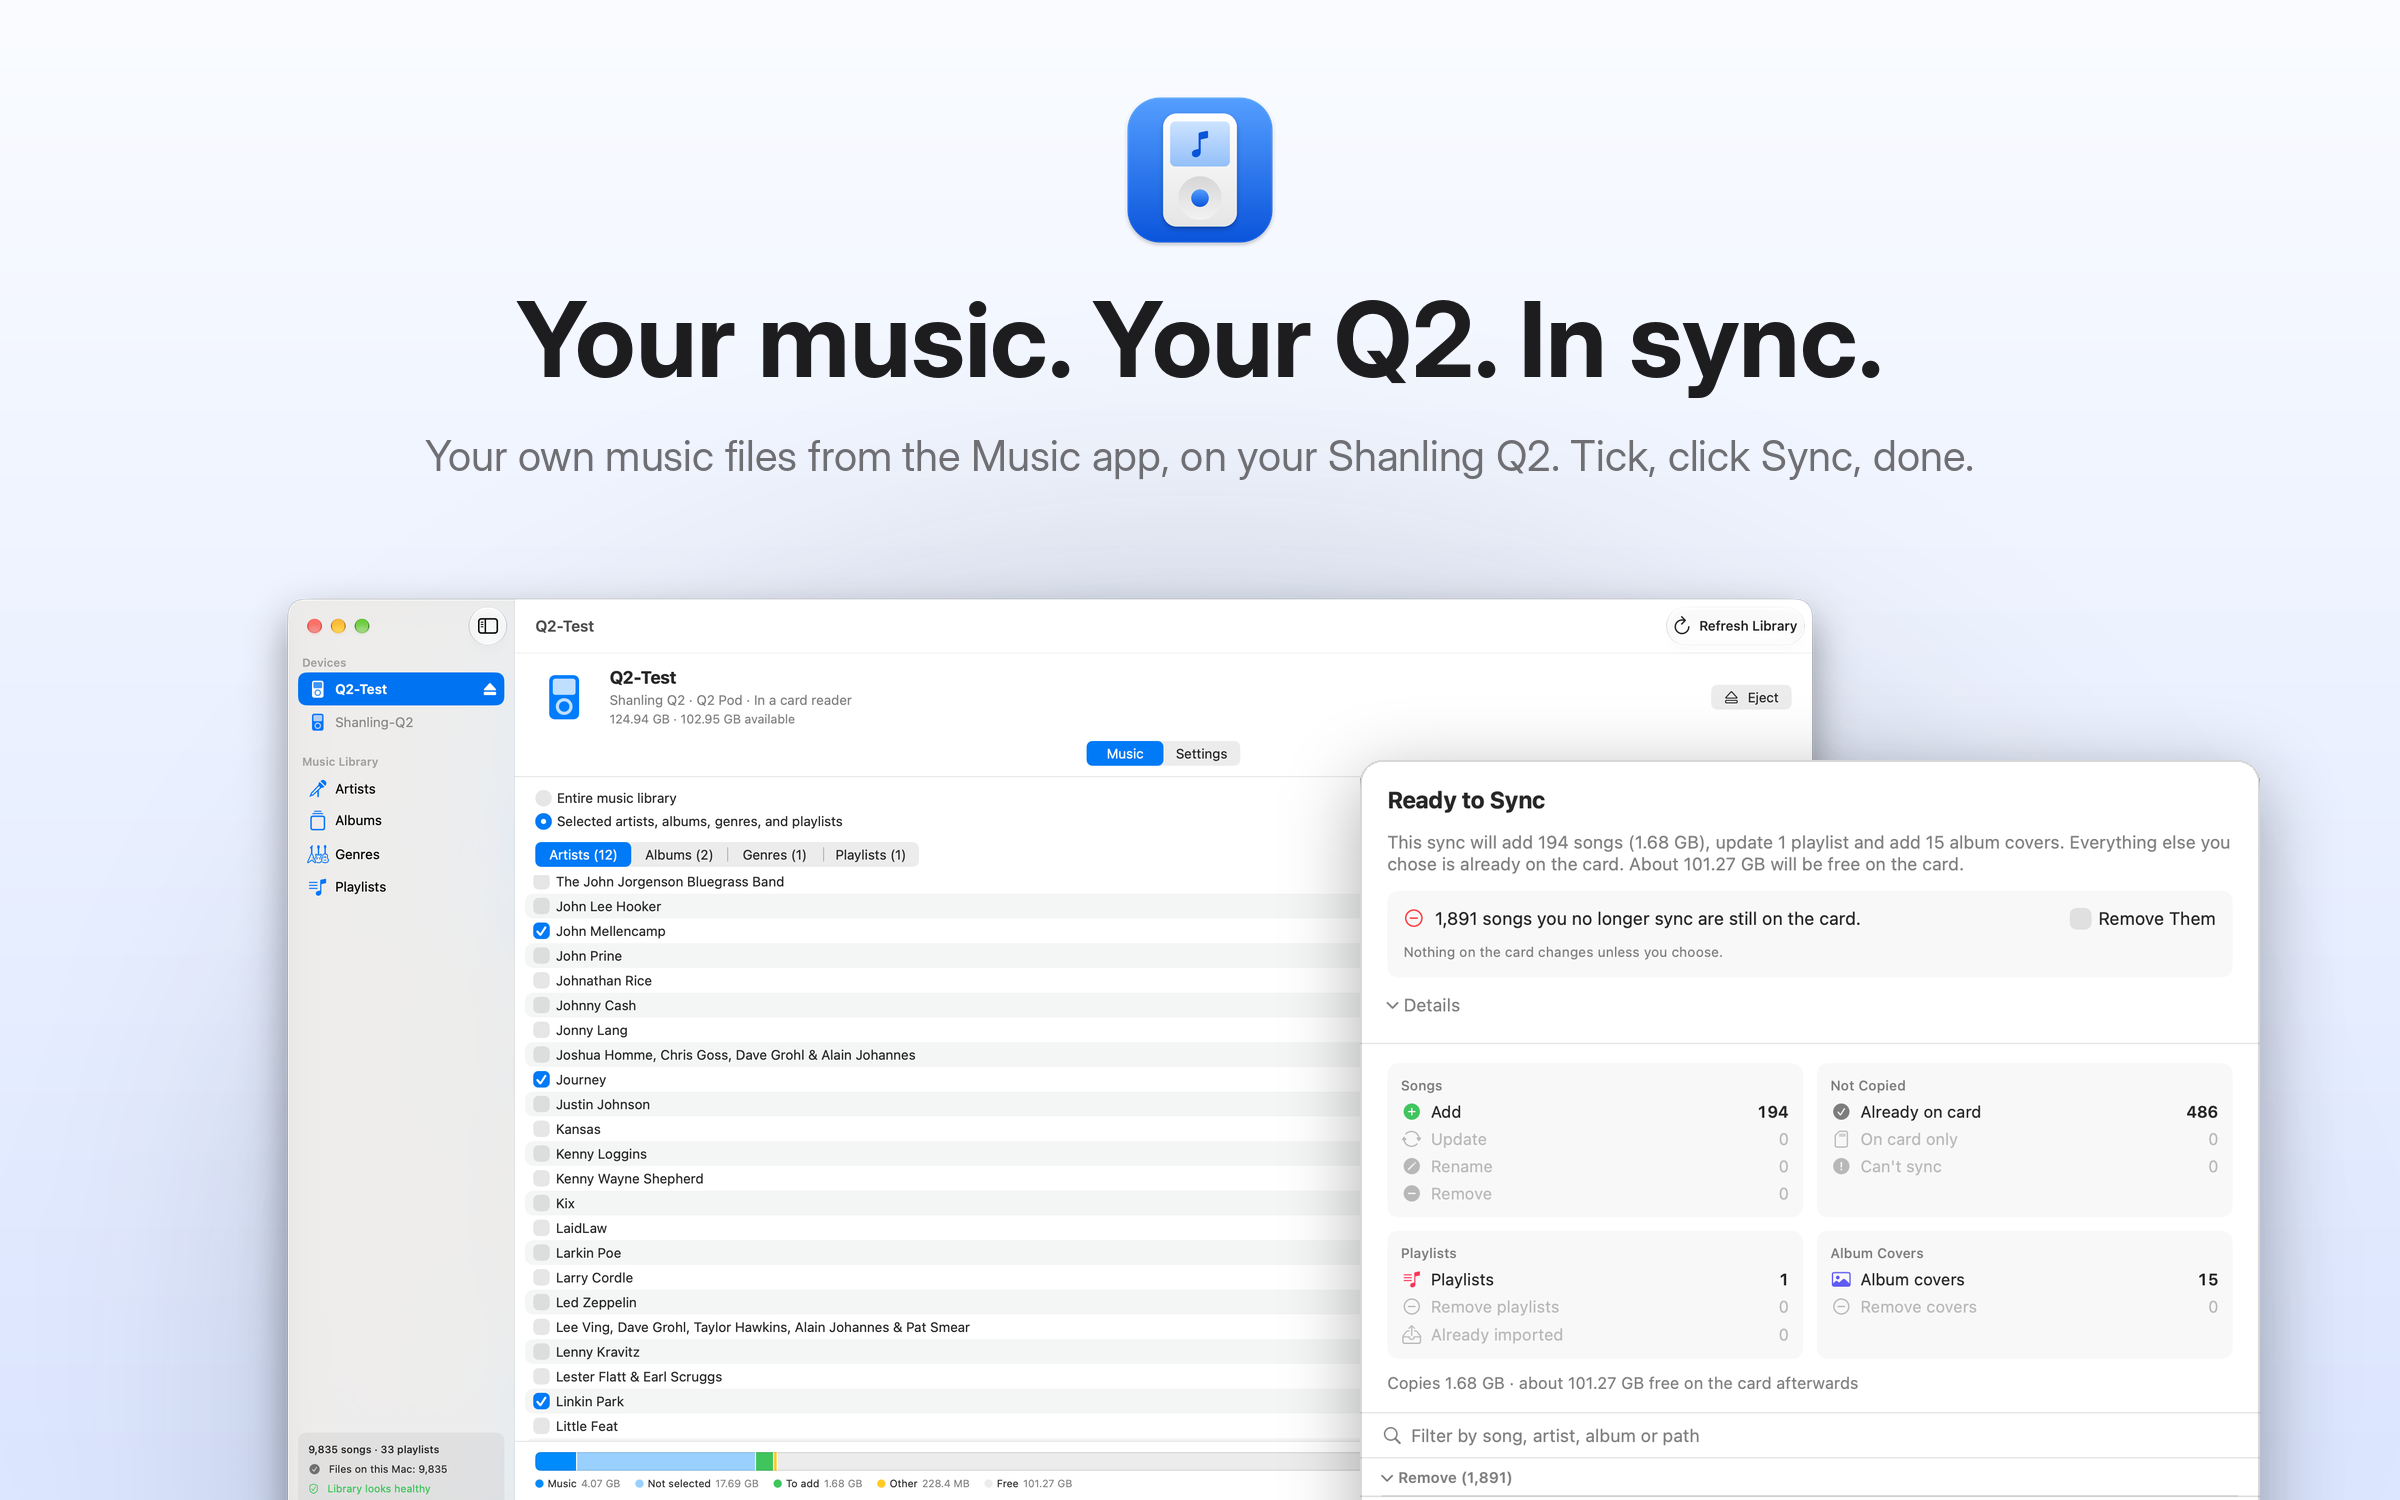 Your music. Your Q2. In sync.
Your own music files from the Music app, on your Shanling Q2. Tick, click Sync, done.
Q2-Test
Refresh Library
Devices
Q2-Test
Shanling-Q2
Music Library
Artists
Albums
Genres
Playlists
9,835 songs · 33 playlists
Files on this Mac: 9,835
Library looks healthy
Q2-Test
Shanling Q2 · Q2 Pod · In a card reader
124.94 GB · 102.95 GB available
Eject
Music
Settings
Entire music library
Selected artists, albums, genres, and playlists
Artists (12)
Albums (2)
Genres (1)
Playlists (1)
The John Jorgenson Bluegrass Band
John Lee Hooker
John Mellencamp
John Prine
Johnathan Rice
Johnny Cash
Jonny Lang
Joshua Homme, Chris Goss, Dave Grohl & Alain Johannes
Journey
Justin Johnson
Kansas
Kenny Loggins
Kenny Wayne Shepherd
Kix
LaidLaw
Larkin Poe
Larry Cordle
Led Zeppelin
Lee Ving, Dave Grohl, Taylor Hawkins, Alain Johannes & Pat Smear
Lenny Kravitz
Lester Flatt & Earl Scruggs
Linkin Park
Little Feat
Music 4.07 GB
Not selected 17.69 GB
To add 1.68 GB
Other 228.4 MB
Free 101.27 GB
Ready to Sync
This sync will add 194 songs (1.68 GB), update 1 playlist and add 15 album covers. Everything else you
chose is already on the card. About 101.27 GB will be free on the card.
1,891 songs you no longer sync are still on the card.
Remove Them
Nothing on the card changes unless you choose.
Details
Songs
Add 194
Update 0
Rename 0
Remove 0
Not Copied
Already on card 486
On card only 0
Can't sync 0
Playlists
Playlists 1
Remove playlists 0
Already imported 0
Album Covers
Album covers 15
Remove covers 0
Copies 1.68 GB · about 101.27 GB free on the card afterwards
Filter by song, artist, album or path
Remove (1,891)